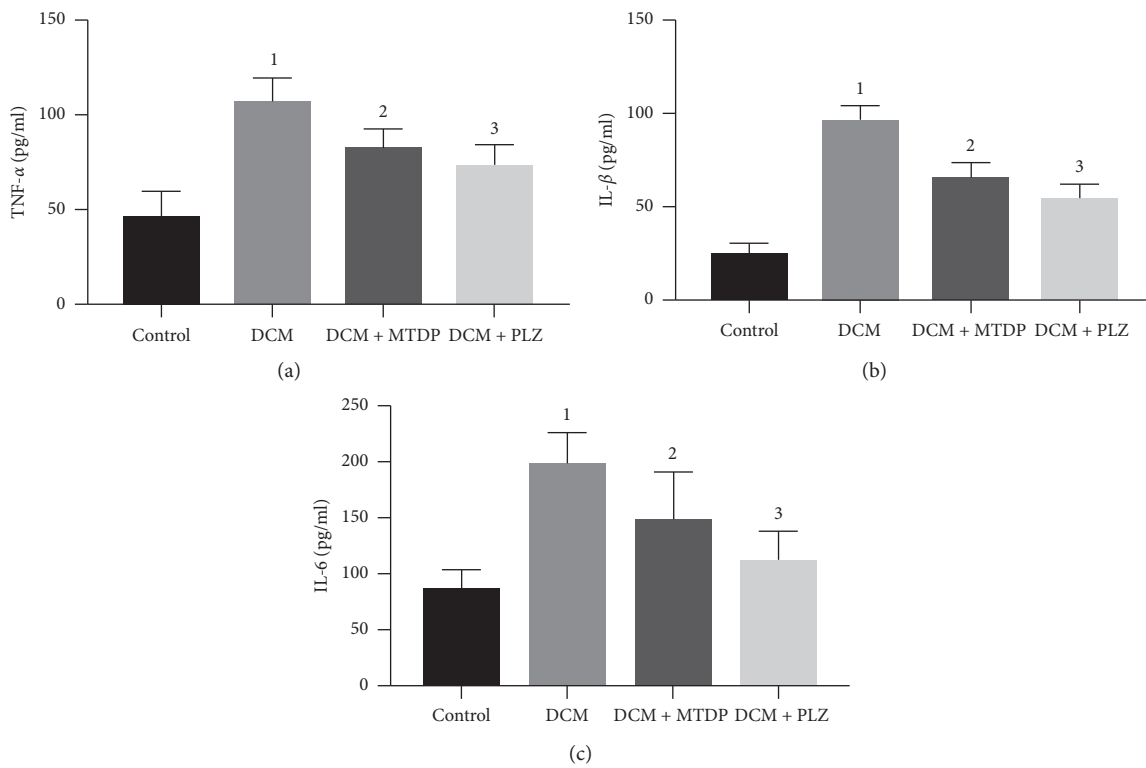 150
100
50
0
TNF-α (pg/ml)
1
2
3
Control
DCM
DCM + MTDP
DCM + PLZ
(a)
150
100
50
0
IL-β (pg/ml)
1
2
3
Control
DCM
DCM + MTDP
DCM + PLZ
(b)
250
200
150
100
50
0
IL-6 (pg/ml)
1
2
3
Control
DCM
DCM + MTDP
DCM + PLZ
(c)